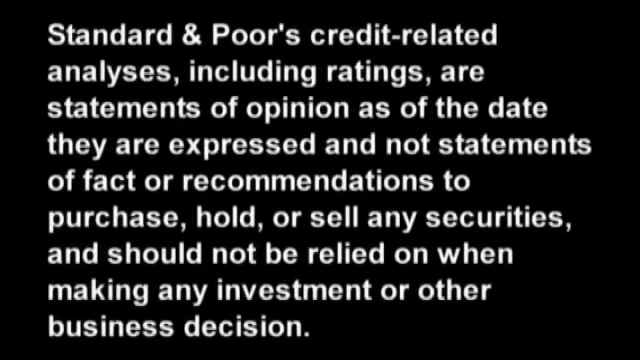 Standard & Poor's credit-related
analyses, including ratings, are
statements of opinion as of the date
they are expressed and not statements
of fact or recommendations to
purchase, hold, or sell any securities,
and should not be relied on when
making any investment or other
business decision.